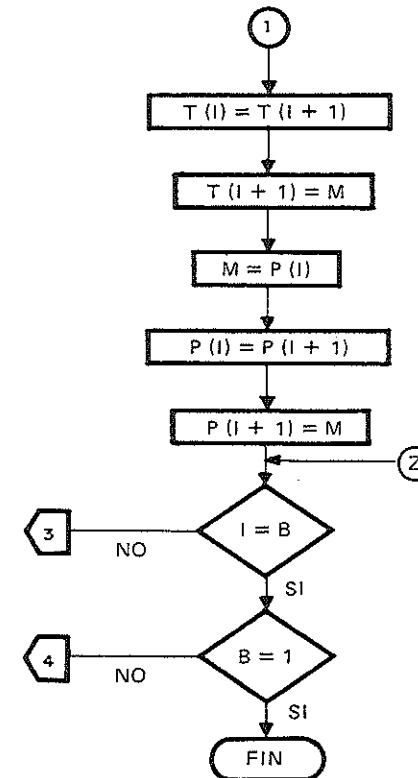 1
T (I) = T (I + 1)
T (I + 1) = M
M = P (I)
P (I) = P (I + 1)
P (I + 1) = M
2
I = B
3
NO
SI
B = 1
4
NO
SI
FIN